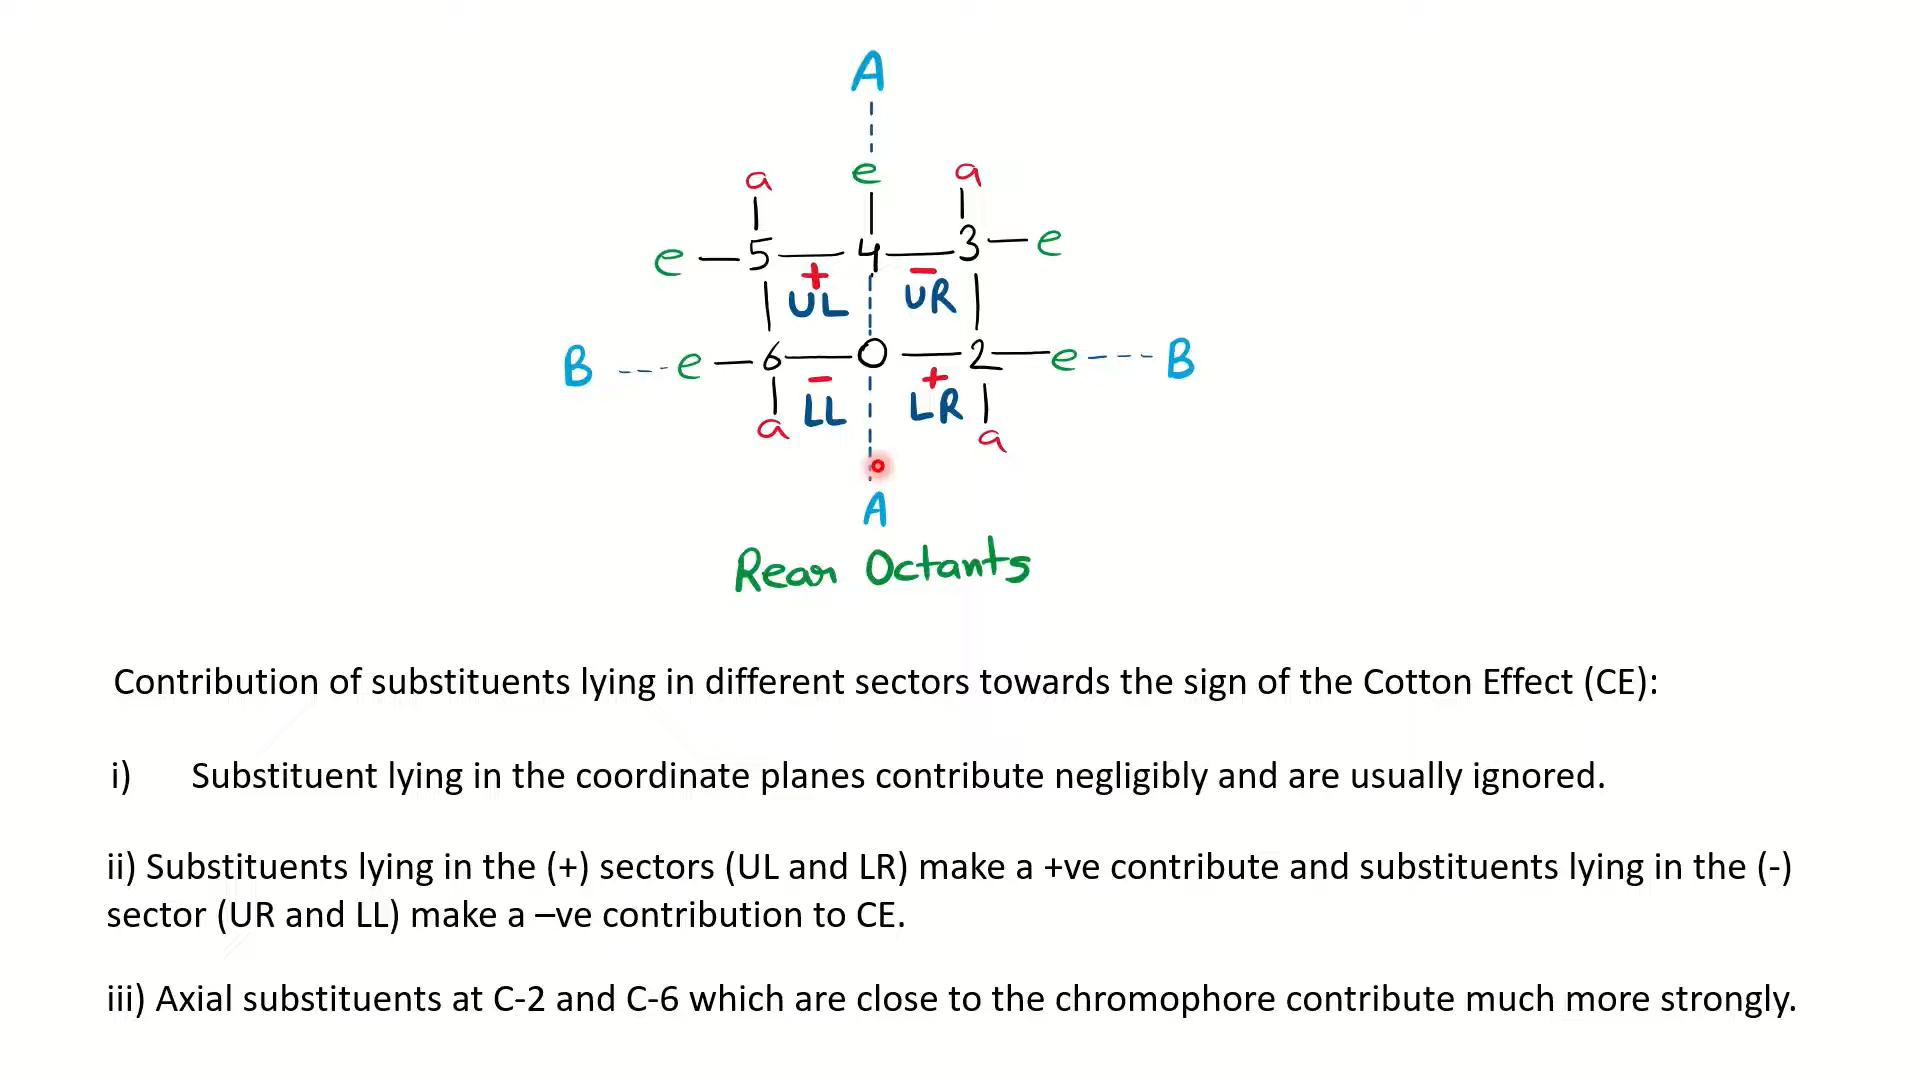 A
a e a
e 5 4 3 e
+ −
UL UR
B e 6 O 2 e B
− +
LL LR
a a
A
Rear Octants
Contribution of substituents lying in different sectors towards the sign of the Cotton Effect (CE):
i) Substituent lying in the coordinate planes contribute negligibly and are usually ignored.
ii) Substituents lying in the (+) sectors (UL and LR) make a +ve contribute and substituents lying in the (-)
sector (UR and LL) make a –ve contribution to CE.
iii) Axial substituents at C-2 and C-6 which are close to the chromophore contribute much more strongly.